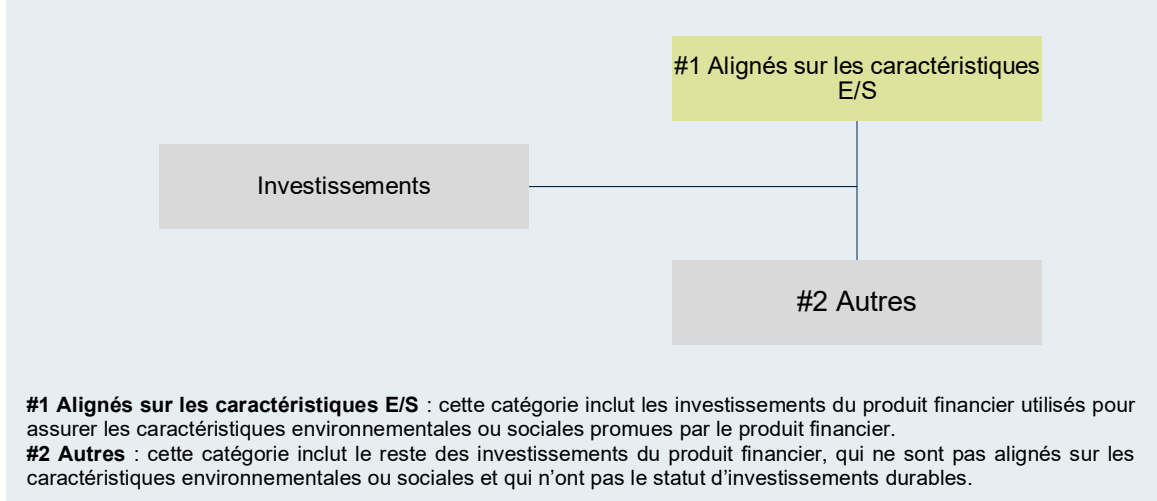 #1 Alignés sur les caractéristiques
E/S
Investissements
#2 Autres
#1 Alignés sur les caractéristiques E/S : cette catégorie inclut les investissements du produit financier utilisés pour
assurer les caractéristiques environnementales ou sociales promues par le produit financier.
#2 Autres : cette catégorie inclut le reste des investissements du produit financier, qui ne sont pas alignés sur les
caractéristiques environnementales ou sociales et qui n’ont pas le statut d’investissements durables.